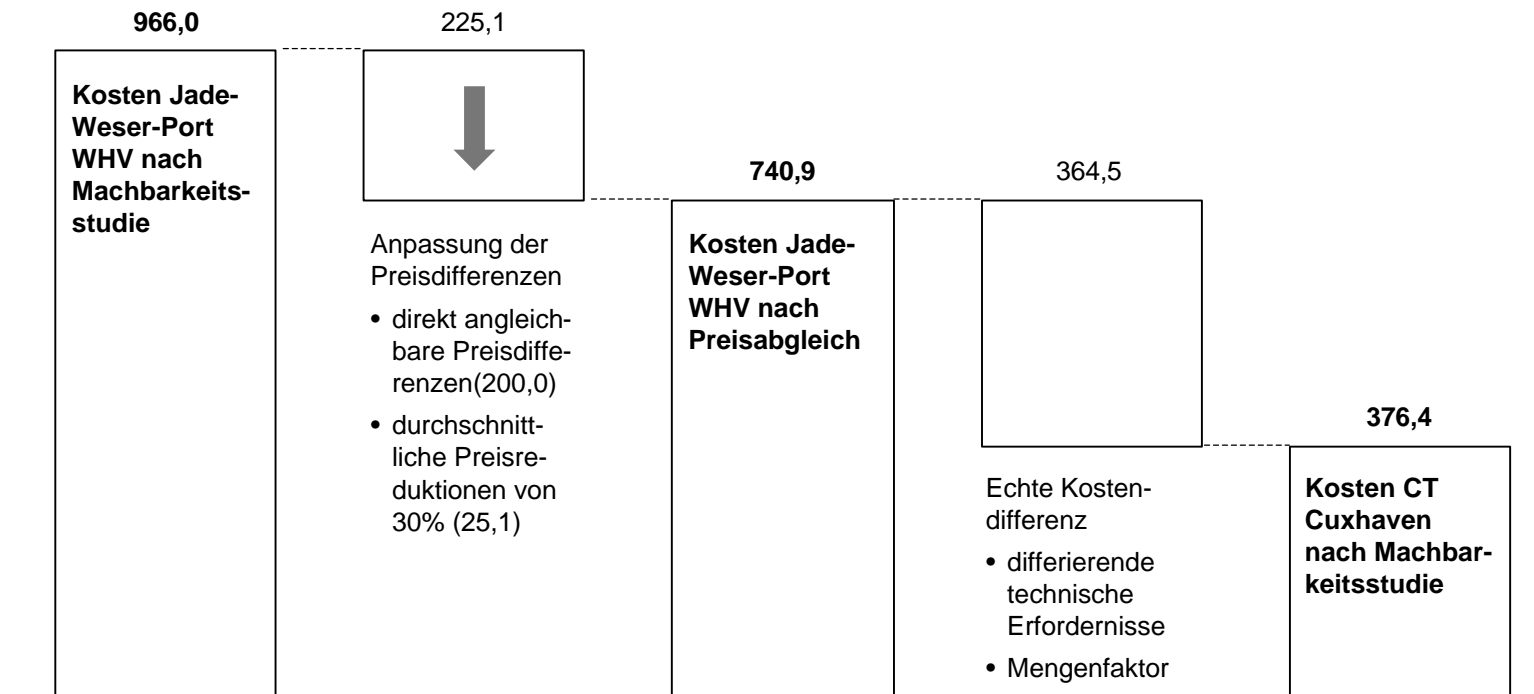 966,0
Kosten Jade-
Weser-Port
WHV nach
Machbarkeits-
studie
225,1
Anpassung der
Preisdifferenzen
• direkt angleich-
bare Preisdiffe-
renzen(200,0)
• durchschnitt-
liche Preisre-
duktionen von
30% (25,1)
740,9
Kosten Jade-
Weser-Port
WHV nach
Preisabgleich
364,5
Echte Kosten-
differenz
• differierende
technische
Erfordernisse
• Mengenfaktor
376,4
Kosten CT
Cuxhaven
nach Machbar-
keitsstudie